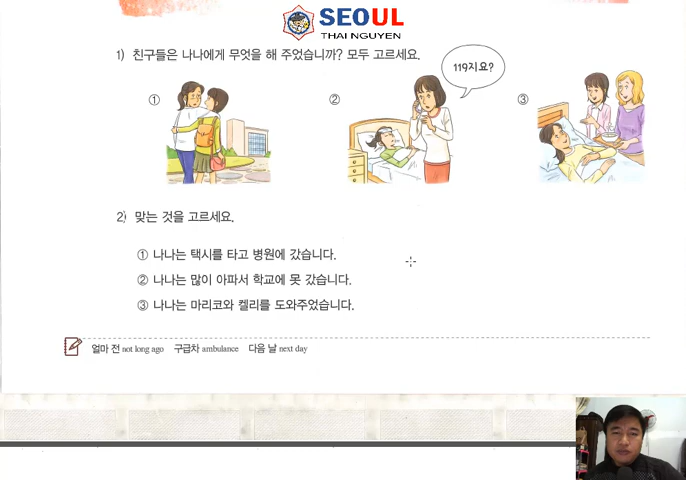 SEOUL
THAI NGUYEN
1) 친구들은 나나에게 무엇을 해 주었습니까? 모두 고르세요.
119지요?
① ② ③
2) 맞는 것을 고르세요.
① 나나는 택시를 타고 병원에 갔습니다.
② 나나는 많이 아파서 학교에 못 갔습니다.
③ 나나는 마리코와 켈리를 도와주었습니다.
얼마 전 not long ago 구급차 ambulance 다음 날 next day